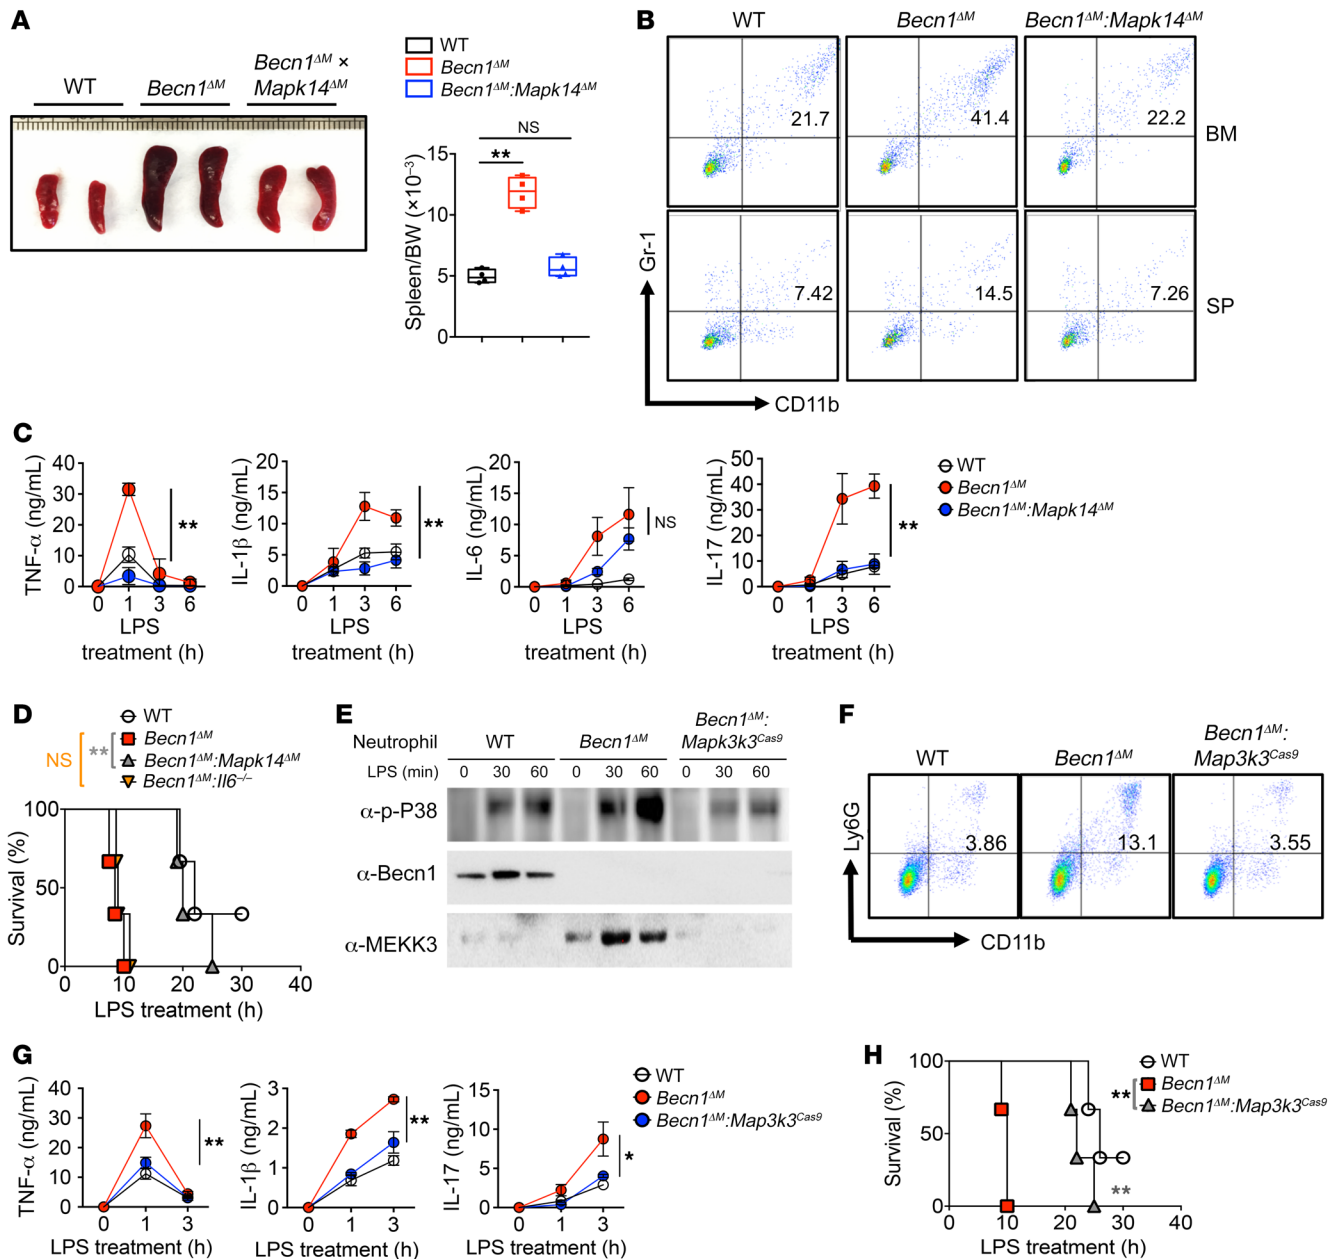 A
WT
Becn1ΔM
Becn1ΔM ×
Mapk14ΔM
WT
Becn1ΔM
Becn1ΔM:Mapk14ΔM
NS
**
Spleen/BW (×10–3)
15
10
5
0
B
WT
Becn1ΔM
Becn1ΔM:Mapk14ΔM
21.7
41.4
22.2
BM
7.42
14.5
7.26
SP
Gr-1
CD11b
C
TNF-α (ng/mL)
40
30
20
10
0
0 1 3 6
LPS
treatment (h)
**
IL-1β (ng/mL)
20
15
10
5
0
0 1 3 6
LPS
treatment (h)
**
IL-6 (ng/mL)
20
15
10
5
0
0 1 3 6
LPS
treatment (h)
NS
IL-17 (ng/mL)
50
40
30
20
10
0
0 1 3 6
LPS
treatment (h)
**
WT
Becn1ΔM
Becn1ΔM:Mapk14ΔM
D
WT
Becn1ΔM
Becn1ΔM:Mapk14ΔM
Becn1ΔM:Il6–/–
NS
**
Survival (%)
100
50
0
0 10 20 30 40
LPS treatment (h)
E
Neutrophil
WT
Becn1ΔM
Becn1ΔM:
Mapk3k3Cas9
LPS (min)
0 30 60 0 30 60 0 30 60
α-p-P38
α-Becn1
α-MEKK3
F
WT
Becn1ΔM
Becn1ΔM:
Map3k3Cas9
3.86
13.1
3.55
Ly6G
CD11b
G
TNF-α (ng/mL)
40
30
20
10
0
0 1 3
LPS treatment (h)
**
IL-1β (ng/mL)
3
2
1
0
0 1 3
LPS treatment (h)
**
IL-17 (ng/mL)
15
10
5
0
0 1 3
LPS treatment (h)
*
WT
Becn1ΔM
Becn1ΔM:Map3k3Cas9
H
Survival (%)
100
50
0
0 10 20 30 40
LPS treatment (h)
**
WT
Becn1ΔM
Becn1ΔM:Map3k3Cas9
**